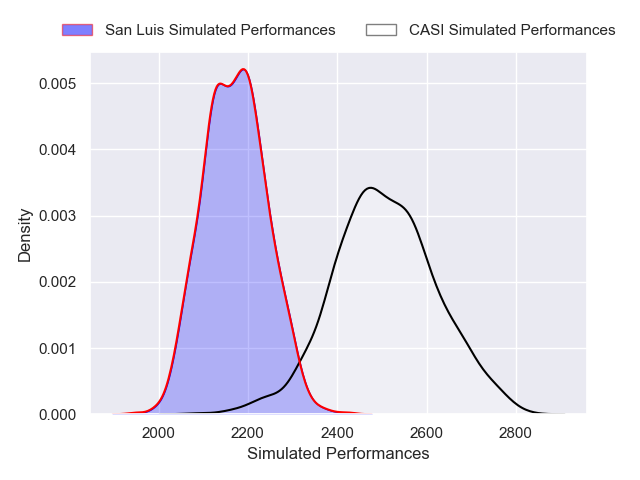 San Luis Simulated Performances CASI Simulated Performances
0.005
0.004
0.003
0.002
0.001
0.000
Density
2000 2200 2400 2600 2800
Simulated Performances